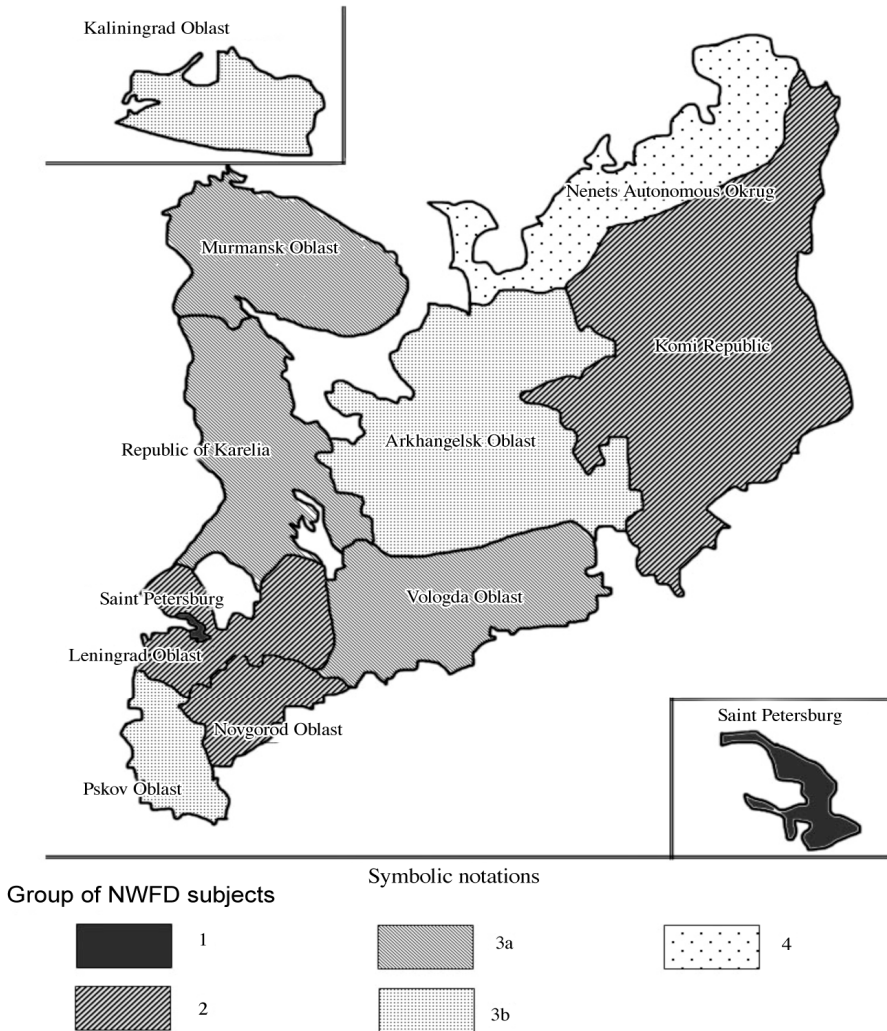 Kaliningrad Oblast
Nenets Autonomous Okrug
Murmansk Oblast
Komi Republic
Republic of Karelia
Arkhangelsk Oblast
Saint Petersburg
Vologda Oblast
Leningrad Oblast
Novgorod Oblast
Saint Petersburg
Pskov Oblast
Symbolic notations
Group of NWFD subjects
1
3a
4
2
3b